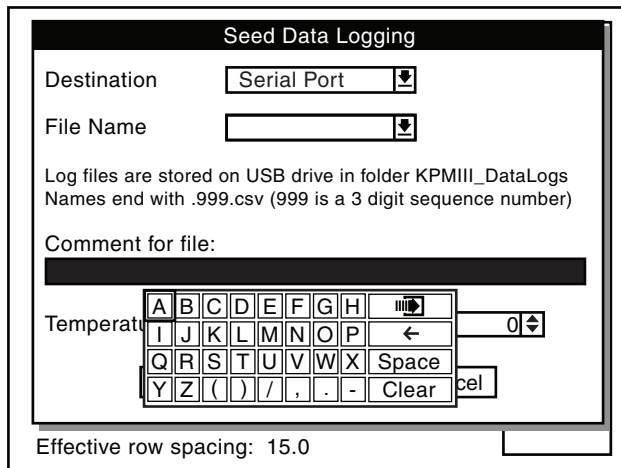 Seed Data Logging
Destination Serial Port
File Name
Log files are stored on USB drive in folder KPMIII_DataLogs
Names end with .999.csv (999 is a 3 digit sequence number)
Comment for file:
A B C D E F G H
Temperatu I J K L M N O P ← 0
Q R S T U V W X Space
Y Z ( ) / , . - Clear cel
Effective row spacing: 15.0